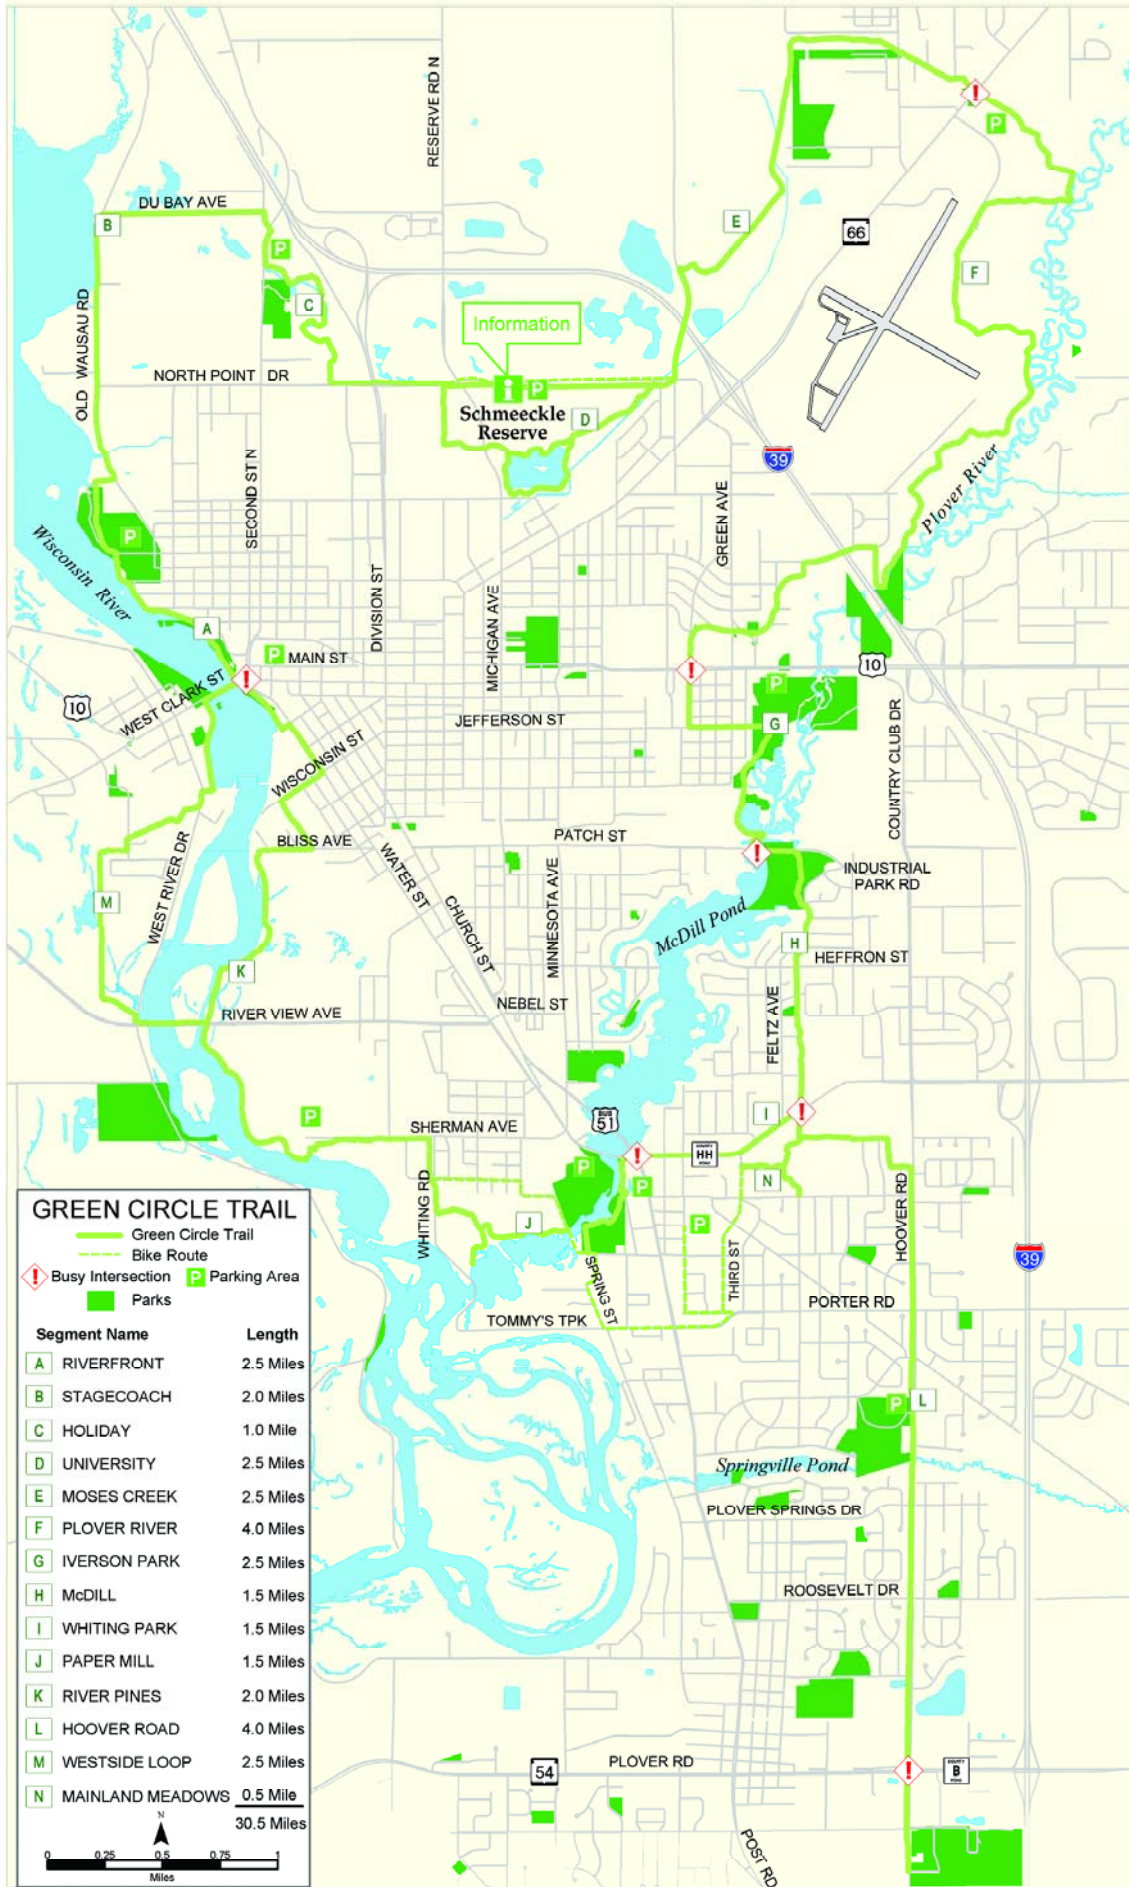 RESERVE RD N
DU BAY AVE
B
P
E
66
F
OLD WAUSAU RD
C
Information
NORTH POINT DR
i
P
Schmeeckle
Reserve
D
39
SECOND ST N
GREEN AVE
Plover River
Wisconsin River
P
DIVISION ST
MICHIGAN AVE
A
P
MAIN ST
!
10
WEST CLARK ST
10
JEFFERSON ST
P
G
COUNTRY CLUB DR
WISCONSIN ST
BLISS AVE
PATCH ST
!
INDUSTRIAL
PARK RD
WEST RIVER DR
WATER ST
CHURCH ST
MINNESOTA AVE
M
McDill Pond
H
HEFFRON ST
K
NEBEL ST
FELTZ AVE
RIVER VIEW AVE
P
SHERMAN AVE
BUS
51
I
!
!
COUNTY
HH
ROAD
P
P
N
WHITING RD
J
P
HOOVER RD
SPRING ST
THIRD ST
39
TOMMY'S TPK
PORTER RD
P
L
Springville Pond
PLOVER SPRINGS DR
ROOSEVELT DR
PLOVER RD
54
!
COUNTY
B
ROAD
POST RD
!
P
!
GREEN CIRCLE TRAIL
Green Circle Trail
Bike Route
! Busy Intersection P Parking Area
Parks
Segment Name Length
A RIVERFRONT 2.5 Miles
B STAGECOACH 2.0 Miles
C HOLIDAY 1.0 Mile
D UNIVERSITY 2.5 Miles
E MOSES CREEK 2.5 Miles
F PLOVER RIVER 4.0 Miles
G IVERSON PARK 2.5 Miles
H McDILL 1.5 Miles
I WHITING PARK 1.5 Miles
J PAPER MILL 1.5 Miles
K RIVER PINES 2.0 Miles
L HOOVER ROAD 4.0 Miles
M WESTSIDE LOOP 2.5 Miles
N MAINLAND MEADOWS 0.5 Mile
30.5 Miles
N
0 0.25 0.5 0.75 1
Miles